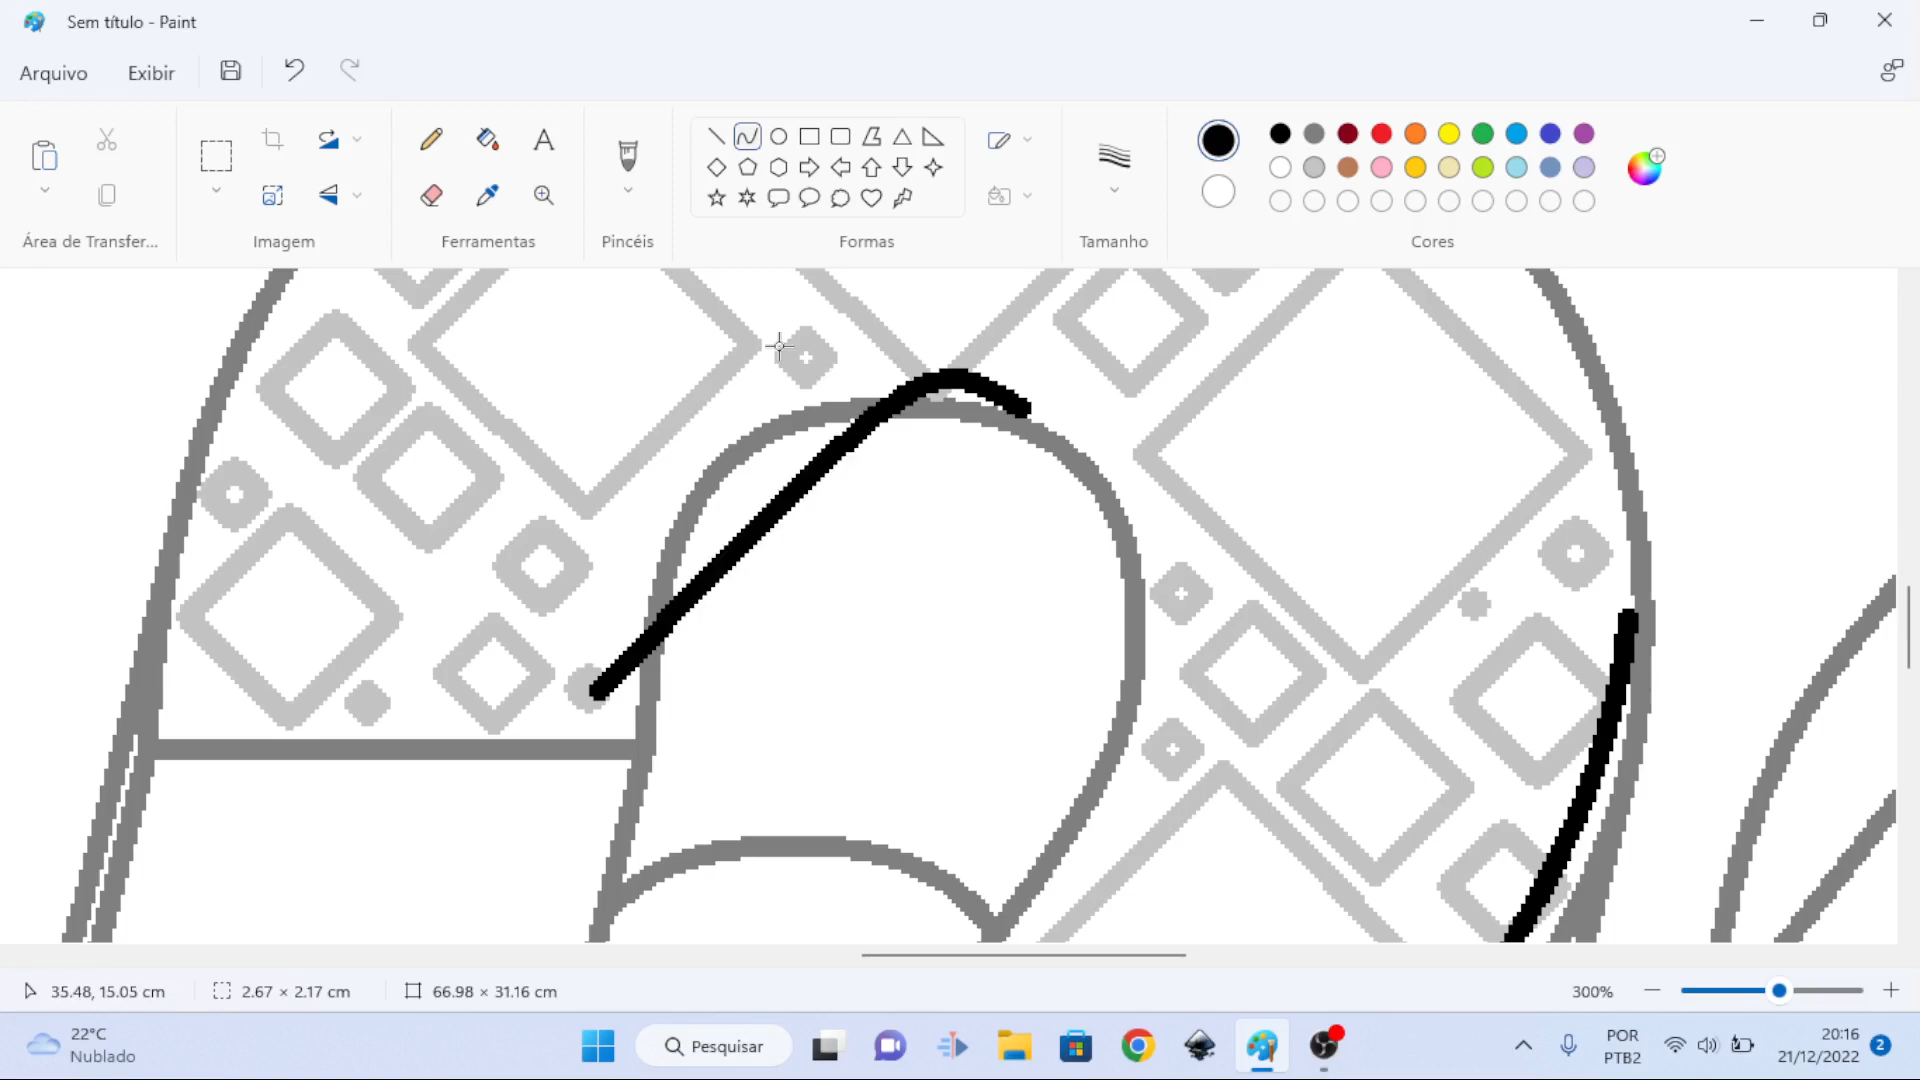 Sem título - Paint
Arquivo Exibir
Área de Transfer... Imagem Ferramentas Pincéis Formas Tamanho Cores
35.48, 15.05 cm 2.67 × 2.17 cm 66.98 × 31.16 cm 300%
22°C
Nublado
Pesquisar
POR
PTB2
20:16
21/12/2022
2